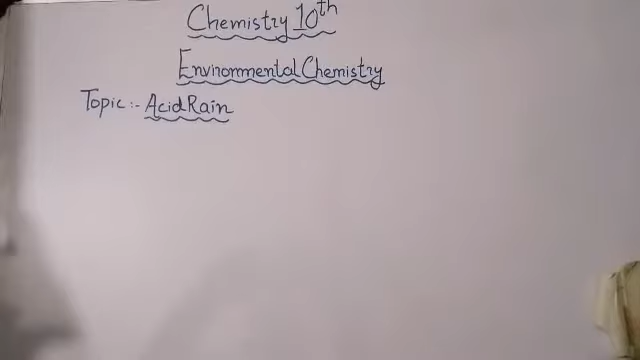 Chemistry 10th
Environmental Chemistry
Topic:- Acid Rain